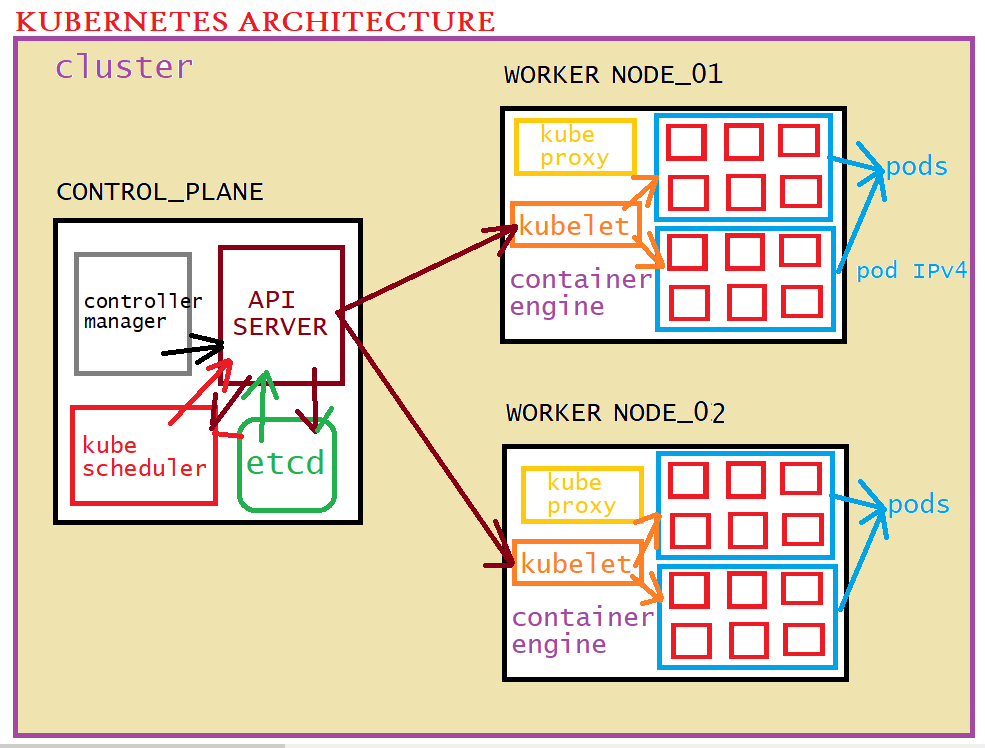 KUBERNETES ARCHITECTURE
cluster
CONTROL_PLANE
controller
manager
API
SERVER
kube
scheduler
etcd
WORKER NODE_01
kube
proxy
kubelet
container
engine
pods
pod IPv4
WORKER NODE_02
kube
proxy
kubelet
container
engine
pods